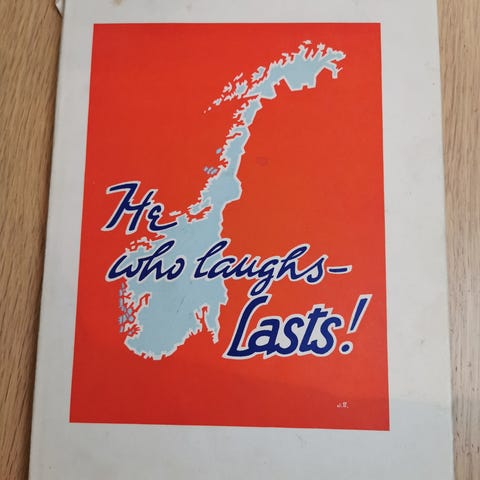 He
who laughs–
Lasts!